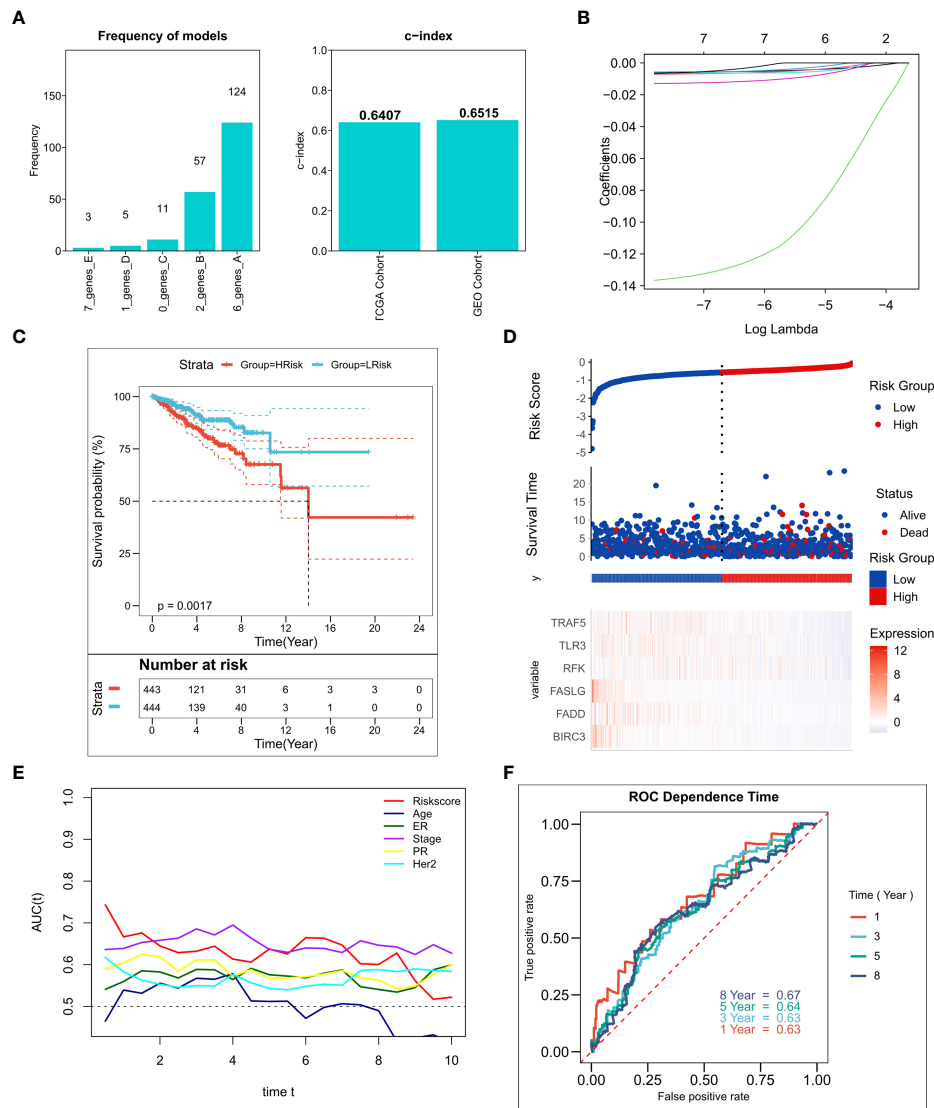 A
Frequency of models
Frequency
150
100
50
0
3
5
11
57
124
7_genes_E
1_genes_D
0_genes_C
2_genes_B
6_genes_A
c−index
c−index
1.0
0.8
0.6
0.4
0.2
0.0
0.6407
0.6515
TCGA Cohort
GEO Cohort
B
7 7 6 2
Coefficients
0.00
−0.02
−0.04
−0.06
−0.08
−0.10
−0.12
−0.14
−7 −6 −5 −4
Log Lambda
C
Strata Group=HRisk Group=LRisk
Survival probability (%)
100
75
50
25
0
p = 0.0017
0 4 8 12 16 20 24
Time(Year)
Number at risk
Strata
443 121 31 6 3 3 0
444 139 40 3 1 0 0
0 4 8 12 16 20 24
Time(Year)
D
Risk Score
0
−1
−2
−3
−4
−5
Risk Group
Low
High
Survival Time
20
15
10
5
0
Status
Alive
Dead
y
Risk Group
Low
High
variable
TRAF5
TLR3
RFK
FASLG
FADD
BIRC3
Expression
12
8
4
0
E
AUC(t)
1.0
0.9
0.8
0.7
0.6
0.5
Riskscore
Age
ER
Stage
PR
Her2
2 4 6 8 10
time t
F
ROC Dependence Time
True positive rate
1.00
0.75
0.50
0.25
0.00
8 Year = 0.67
5 Year = 0.64
3 Year = 0.63
1 Year = 0.63
0.00 0.25 0.50 0.75 1.00
False positive rate
Time ( Year )
1
3
5
8